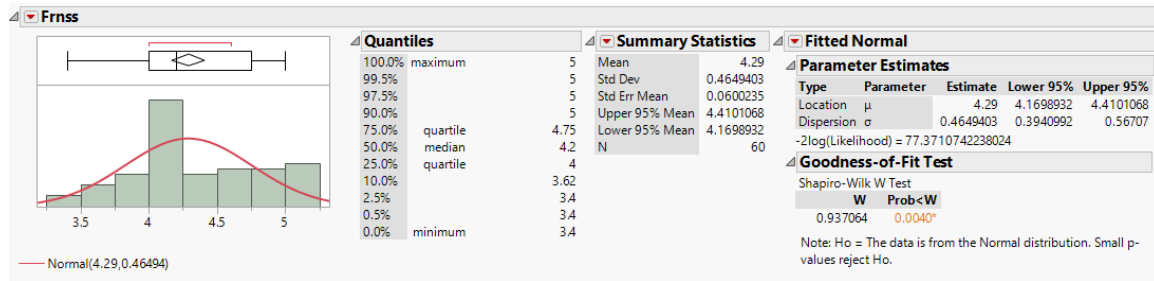 Frnss
3.5 4 4.5 5
Normal(4.29,0.46494)
Quantiles
100.0% maximum 5
99.5% 5
97.5% 5
90.0% 5
75.0% quartile 4.75
50.0% median 4.2
25.0% quartile 4
10.0% 3.62
2.5% 3.4
0.5% 3.4
0.0% minimum 3.4
Summary Statistics
Mean 4.29
Std Dev 0.4649403
Std Err Mean 0.0600235
Upper 95% Mean 4.4101068
Lower 95% Mean 4.1698932
N 60
Fitted Normal
Parameter Estimates
Type Parameter Estimate Lower 95% Upper 95%
Location μ 4.29 4.1698932 4.4101068
Dispersion σ 0.4649403 0.3940992 0.56707
-2log(Likelihood) = 77.3710742238024
Goodness-of-Fit Test
Shapiro-Wilk W Test
W Prob<W
0.937064 0.0040*
Note: Ho = The data is from the Normal distribution. Small p-
values reject Ho.